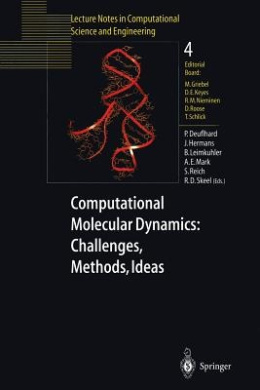 Lecture Notes in Computational
Science and Engineering
4
Editorial
Board:
M. Griebel
D. E. Keyes
R. M. Nieminen
D. Roose
T. Schlick
P. Deuflhard
J. Hermans
B. Leimkuhler
A. E. Mark
S. Reich
R. D. Skeel (Eds.)
Computational
Molecular Dynamics:
Challenges,
Methods, Ideas
Springer